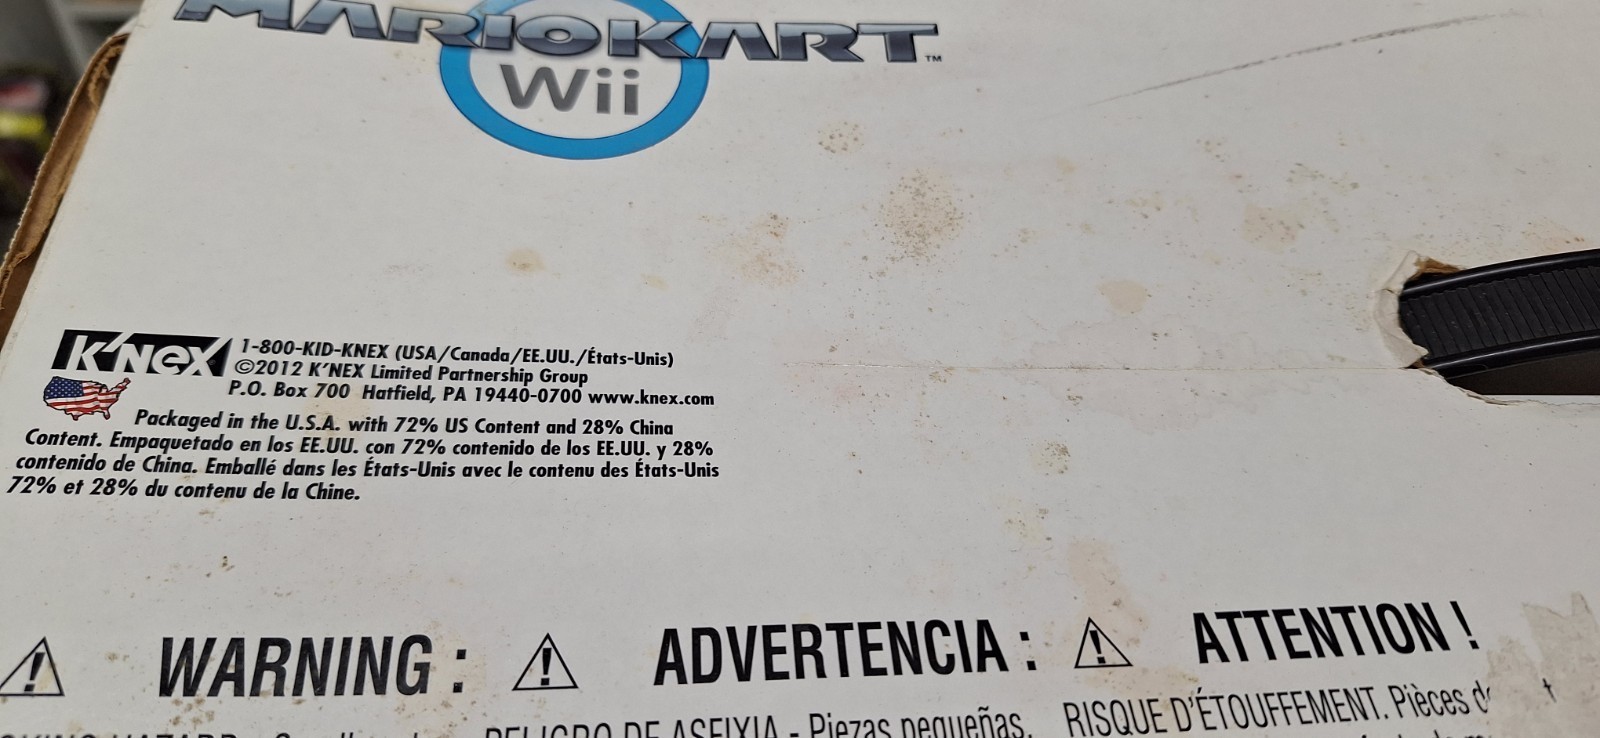 MARIOKART™
Wii
K'NEX
1-800-KID-KNEX (USA/Canada/EE.UU./États-Unis)
©2012 K'NEX Limited Partnership Group
P.O. Box 700 Hatfield, PA 19440-0700 www.knex.com
Packaged in the U.S.A. with 72% US Content and 28% China
Content. Empaquetado en los EE.UU. con 72% contenido de los EE.UU. y 28%
contenido de China. Emballé dans les États-Unis avec le contenu des États-Unis
72% et 28% du contenu de la Chine.
WARNING :
ADVERTENCIA :
ATTENTION !
PELIGRO DE ASFIXIA - Piezas pequeñas.
RISQUE D'ÉTOUFFEMENT. Pièces